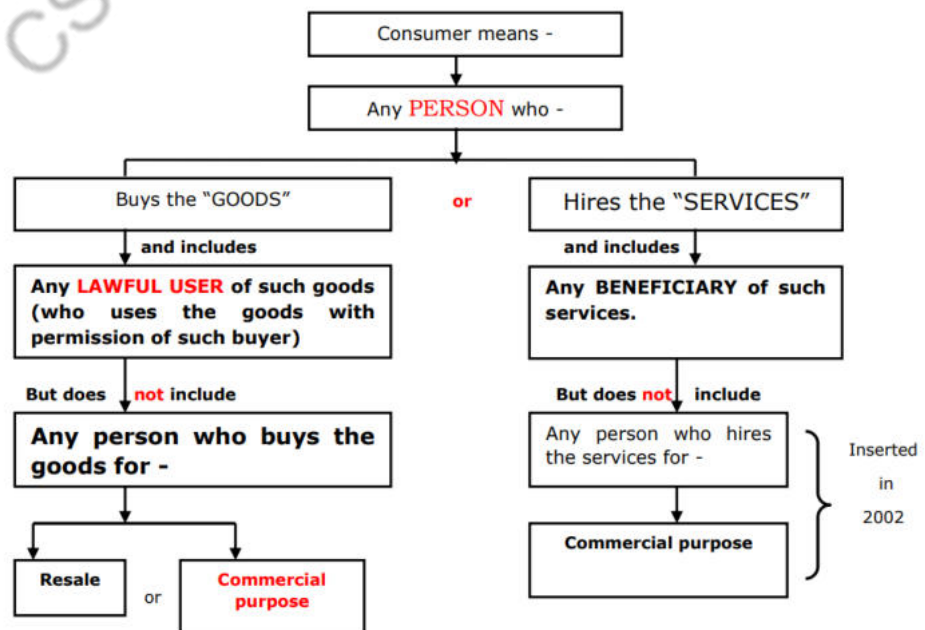 CS
Consumer means -
Any PERSON who -
Buys the “GOODS”
or
Hires the “SERVICES”
and includes
and includes
Any LAWFUL USER of such goods
(who uses the goods with
permission of such buyer)
Any BENEFICIARY of such
services.
But does not include
But does not include
Any person who buys the
goods for -
Any person who hires
the services for -
Inserted
in
2002
Resale
or
Commercial
purpose
Commercial purpose